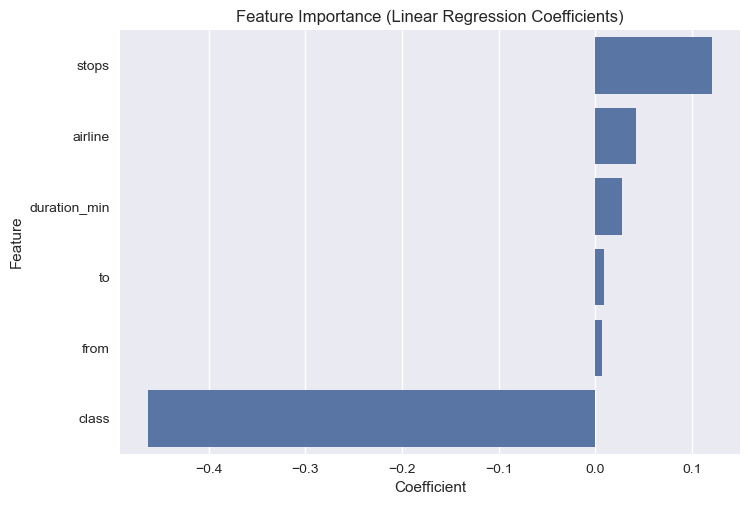 Feature Importance (Linear Regression Coefficients)
stops
airline
duration_min
to
from
class
Feature
−0.4 −0.3 −0.2 −0.1 0.0 0.1
Coefficient